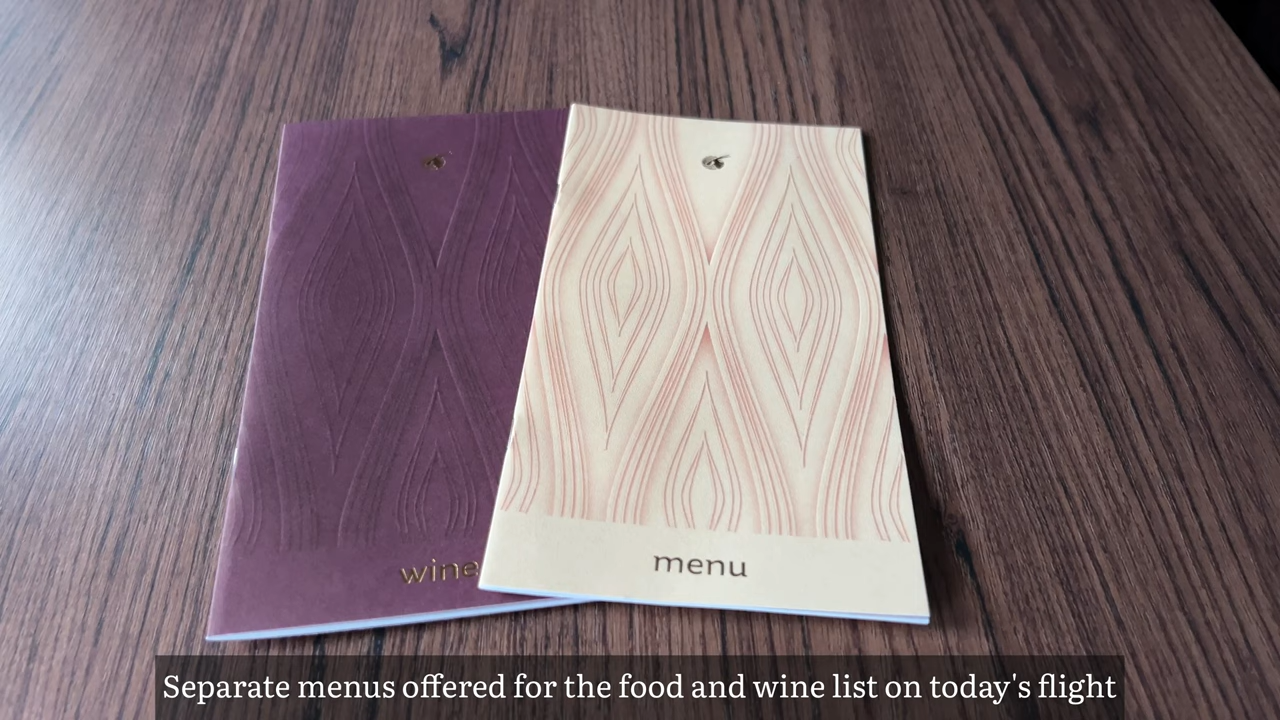 wine
menu
Separate menus offered for the food and wine list on today's flight